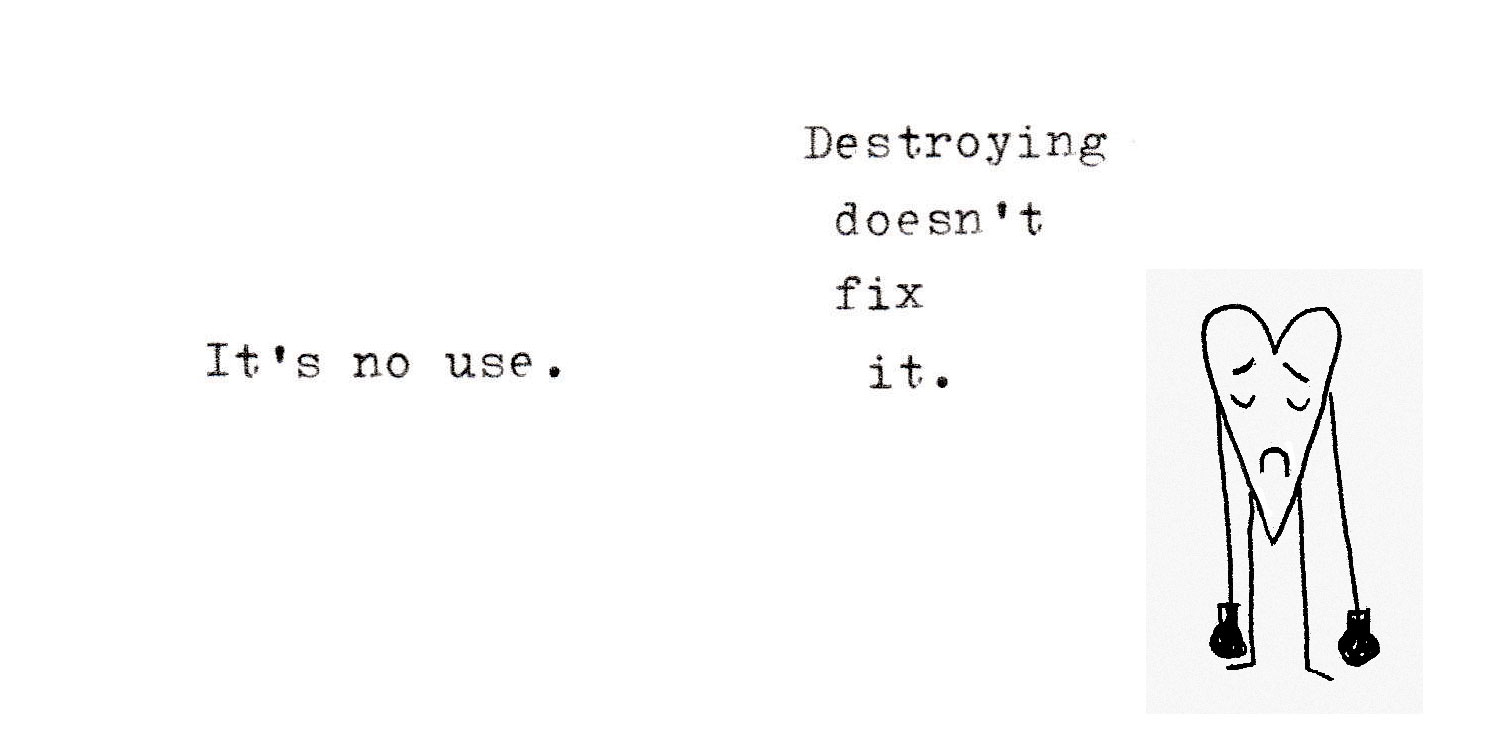 It's no use.
Destroying
doesn't
fix
it.